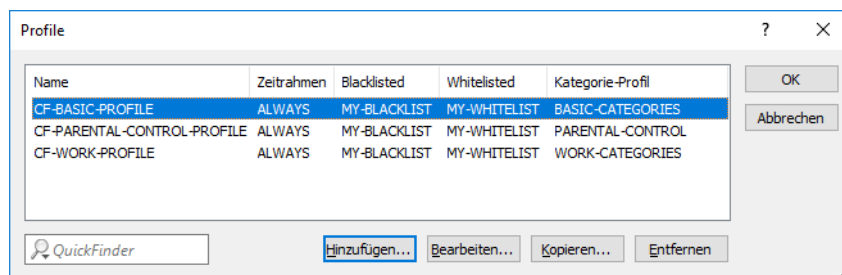 Profile
?
Name Zeitrahmen Blacklisted Whitelisted Kategorie-Profil
CF-BASIC-PROFILE ALWAYS MY-BLACKLIST MY-WHITELIST BASIC-CATEGORIES
CF-PARENTAL-CONTROL-PROFILE ALWAYS MY-BLACKLIST MY-WHITELIST PARENTAL-CONTROL
CF-WORK-PROFILE ALWAYS MY-BLACKLIST MY-WHITELIST WORK-CATEGORIES
OK
Abbrechen
QuickFinder
Hinzufügen... Bearbeiten... Kopieren... Entfernen